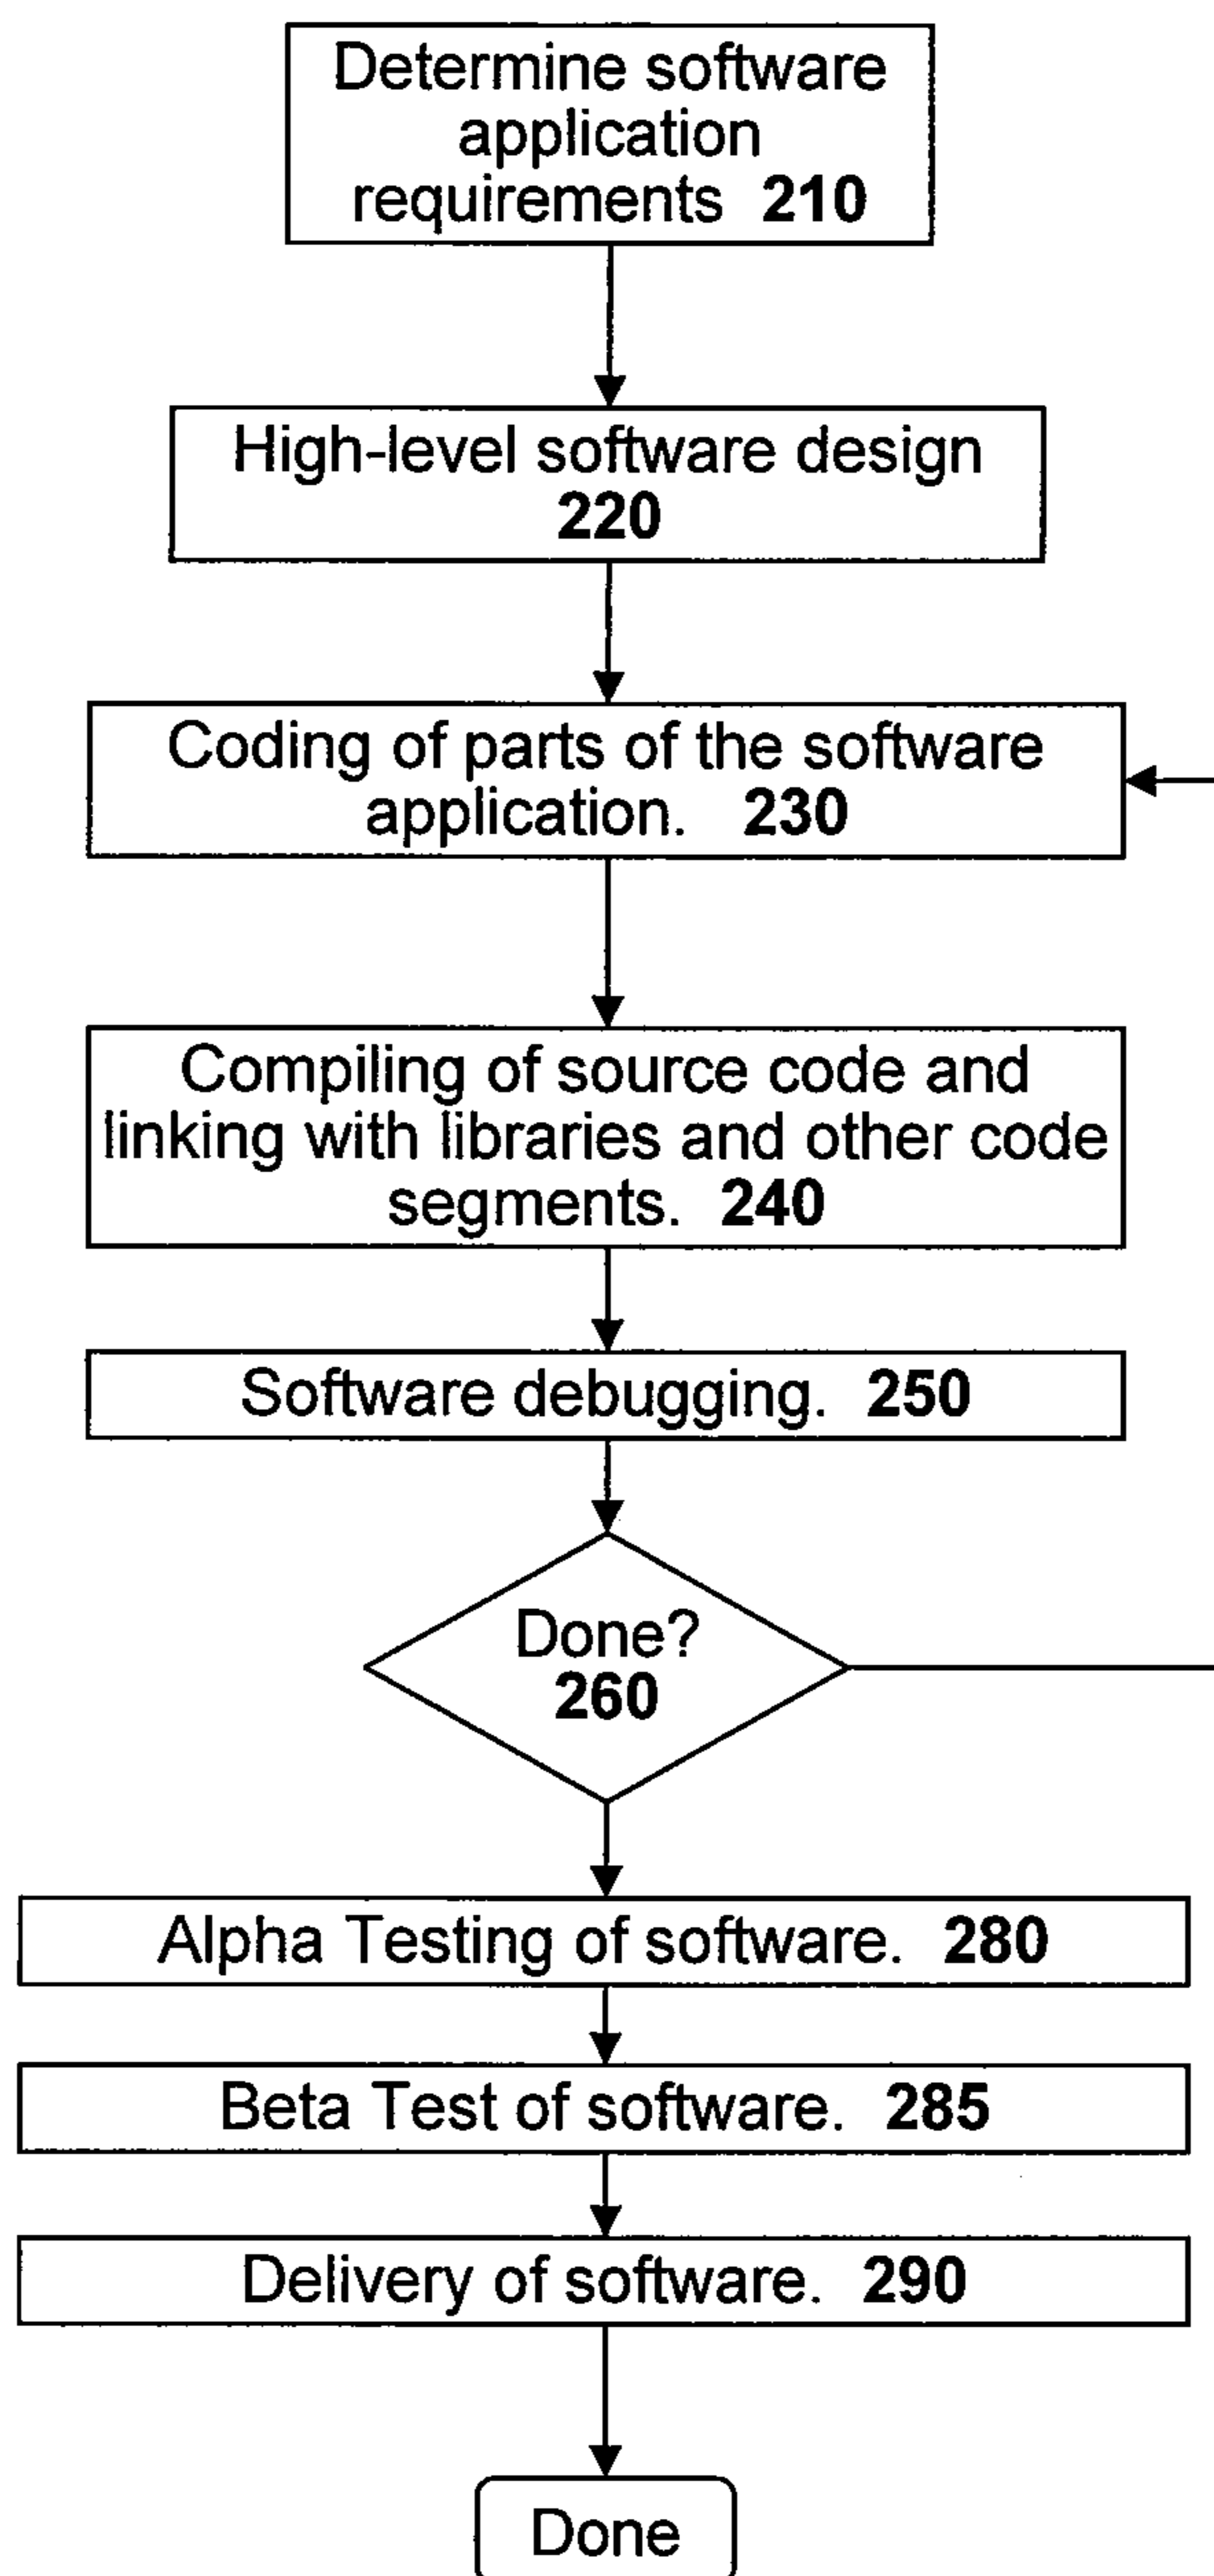 Determine software
application
requirements 210
High-level software design
220
Coding of parts of the software
application. 230
Compiling of source code and
linking with libraries and other code
segments. 240
Software debugging. 250
Done?
260
Alpha Testing of software. 280
Beta Test of software. 285
Delivery of software. 290
Done